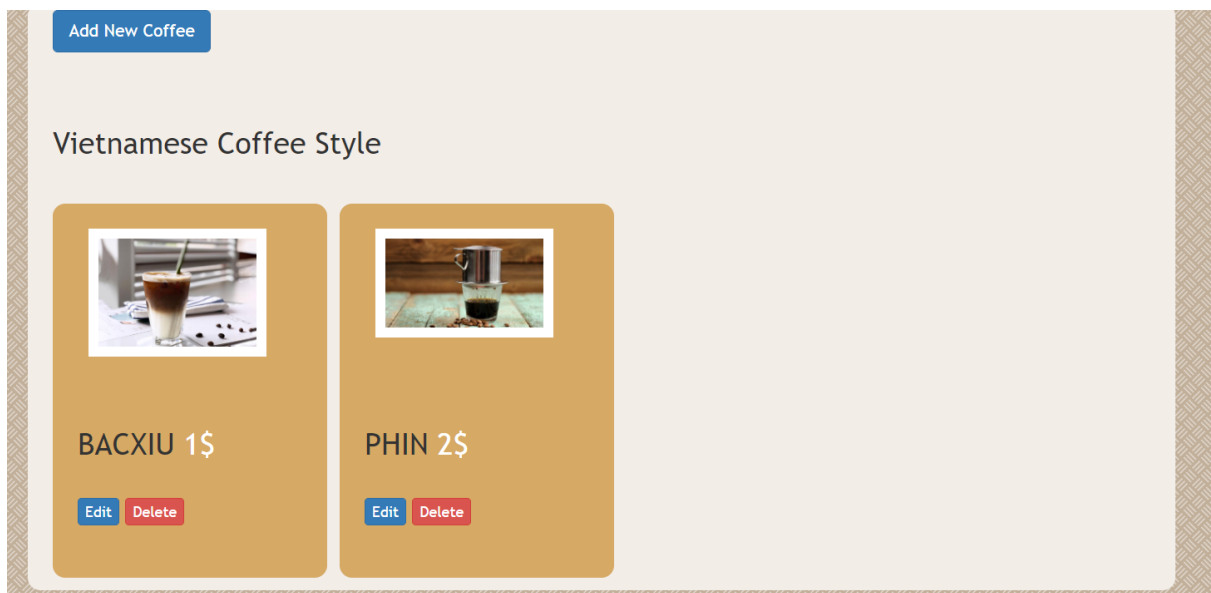 Add New Coffee
Vietnamese Coffee Style
BACXIU 1$
PHIN 2$
Edit Delete
Edit Delete